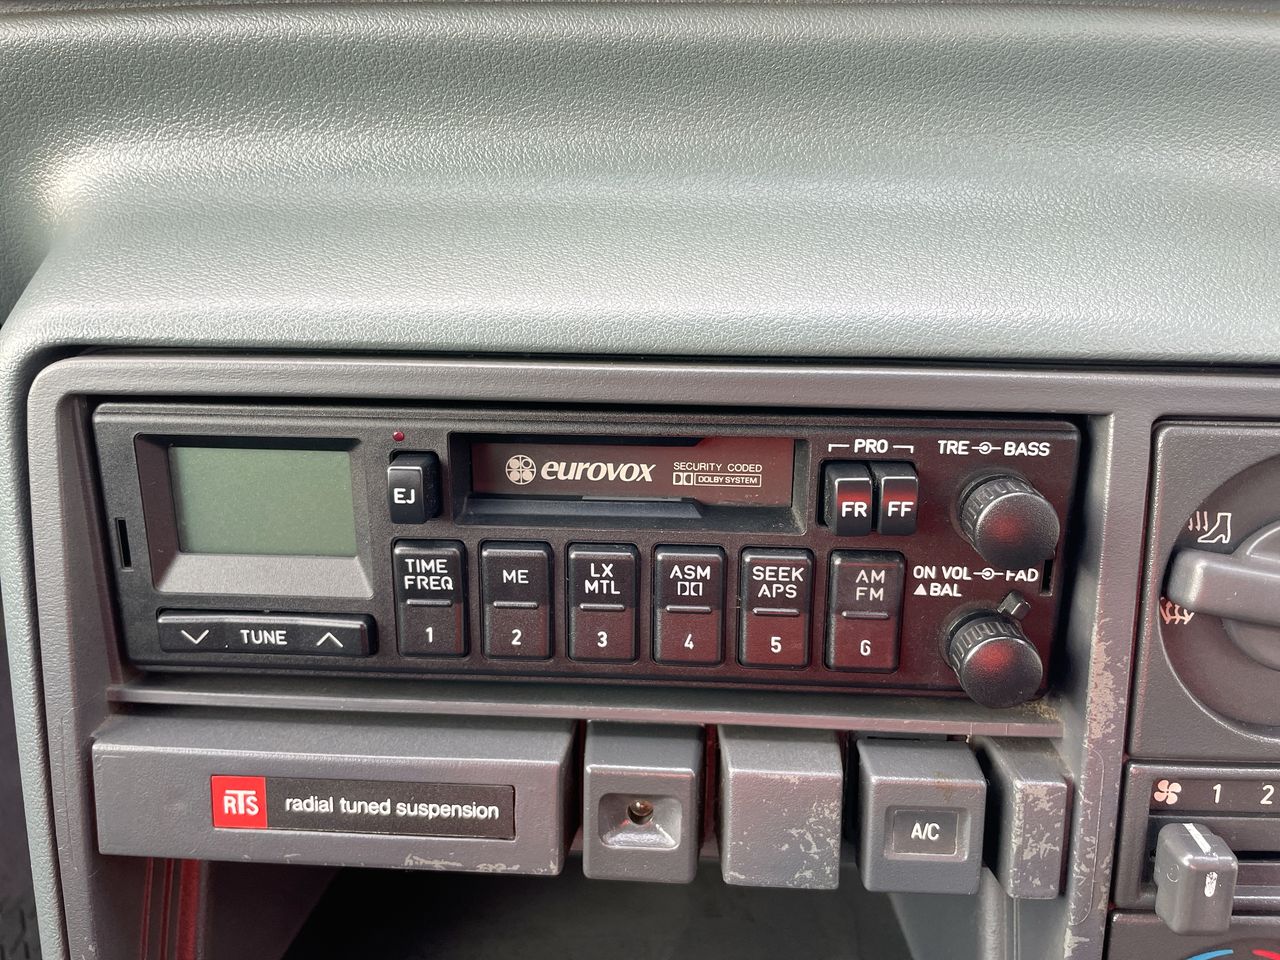 PRO
TRE BASS
EJ
eurovox
SECURITY CODED
DOLBY SYSTEM
FR FF
ON VOL FAD
▲BAL
TIME
FREQ
1
ME
2
LX
MTL
3
ASM
4
SEEK
APS
5
AM
FM
6
TUNE
RTS
radial tuned suspension
A/C
1 2